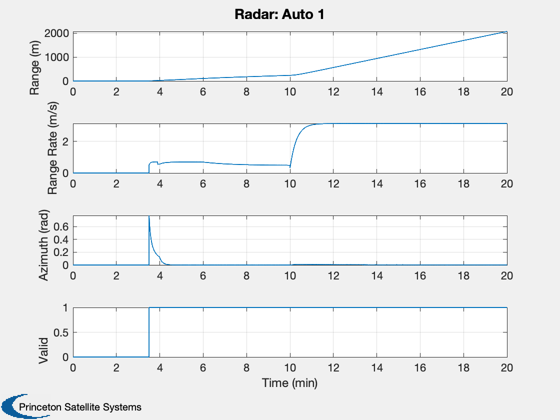 Radar: Auto 1
Range (m)
2000
1000
0
0 2 4 6 8 10 12 14 16 18 20
Range Rate (m/s)
2
0
0 2 4 6 8 10 12 14 16 18 20
Azimuth (rad)
0.6
0.4
0.2
0
0 2 4 6 8 10 12 14 16 18 20
Valid
1
0.5
0
0 2 4 6 8 10 12 14 16 18 20
Time (min)
Princeton Satellite Systems